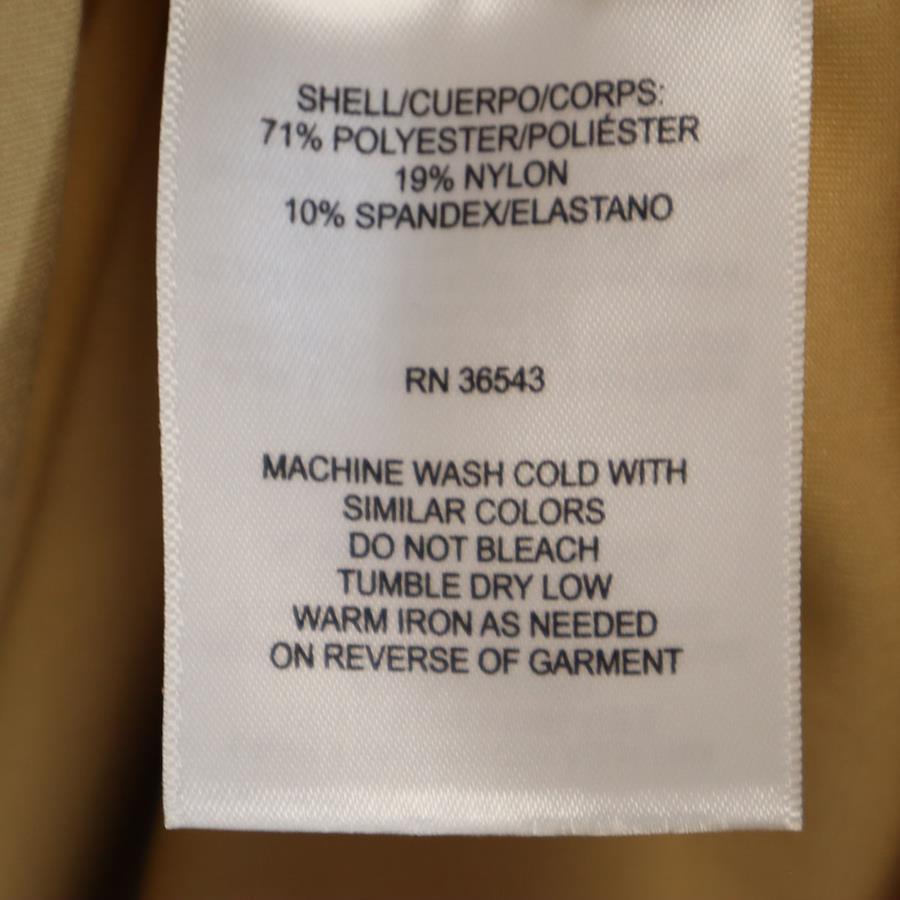 SHELL/CUERPO/CORPS:
71% POLYESTER/POLIÉSTER
19% NYLON
10% SPANDEX/ELASTANO
RN 36543
MACHINE WASH COLD WITH
SIMILAR COLORS
DO NOT BLEACH
TUMBLE DRY LOW
WARM IRON AS NEEDED
ON REVERSE OF GARMENT